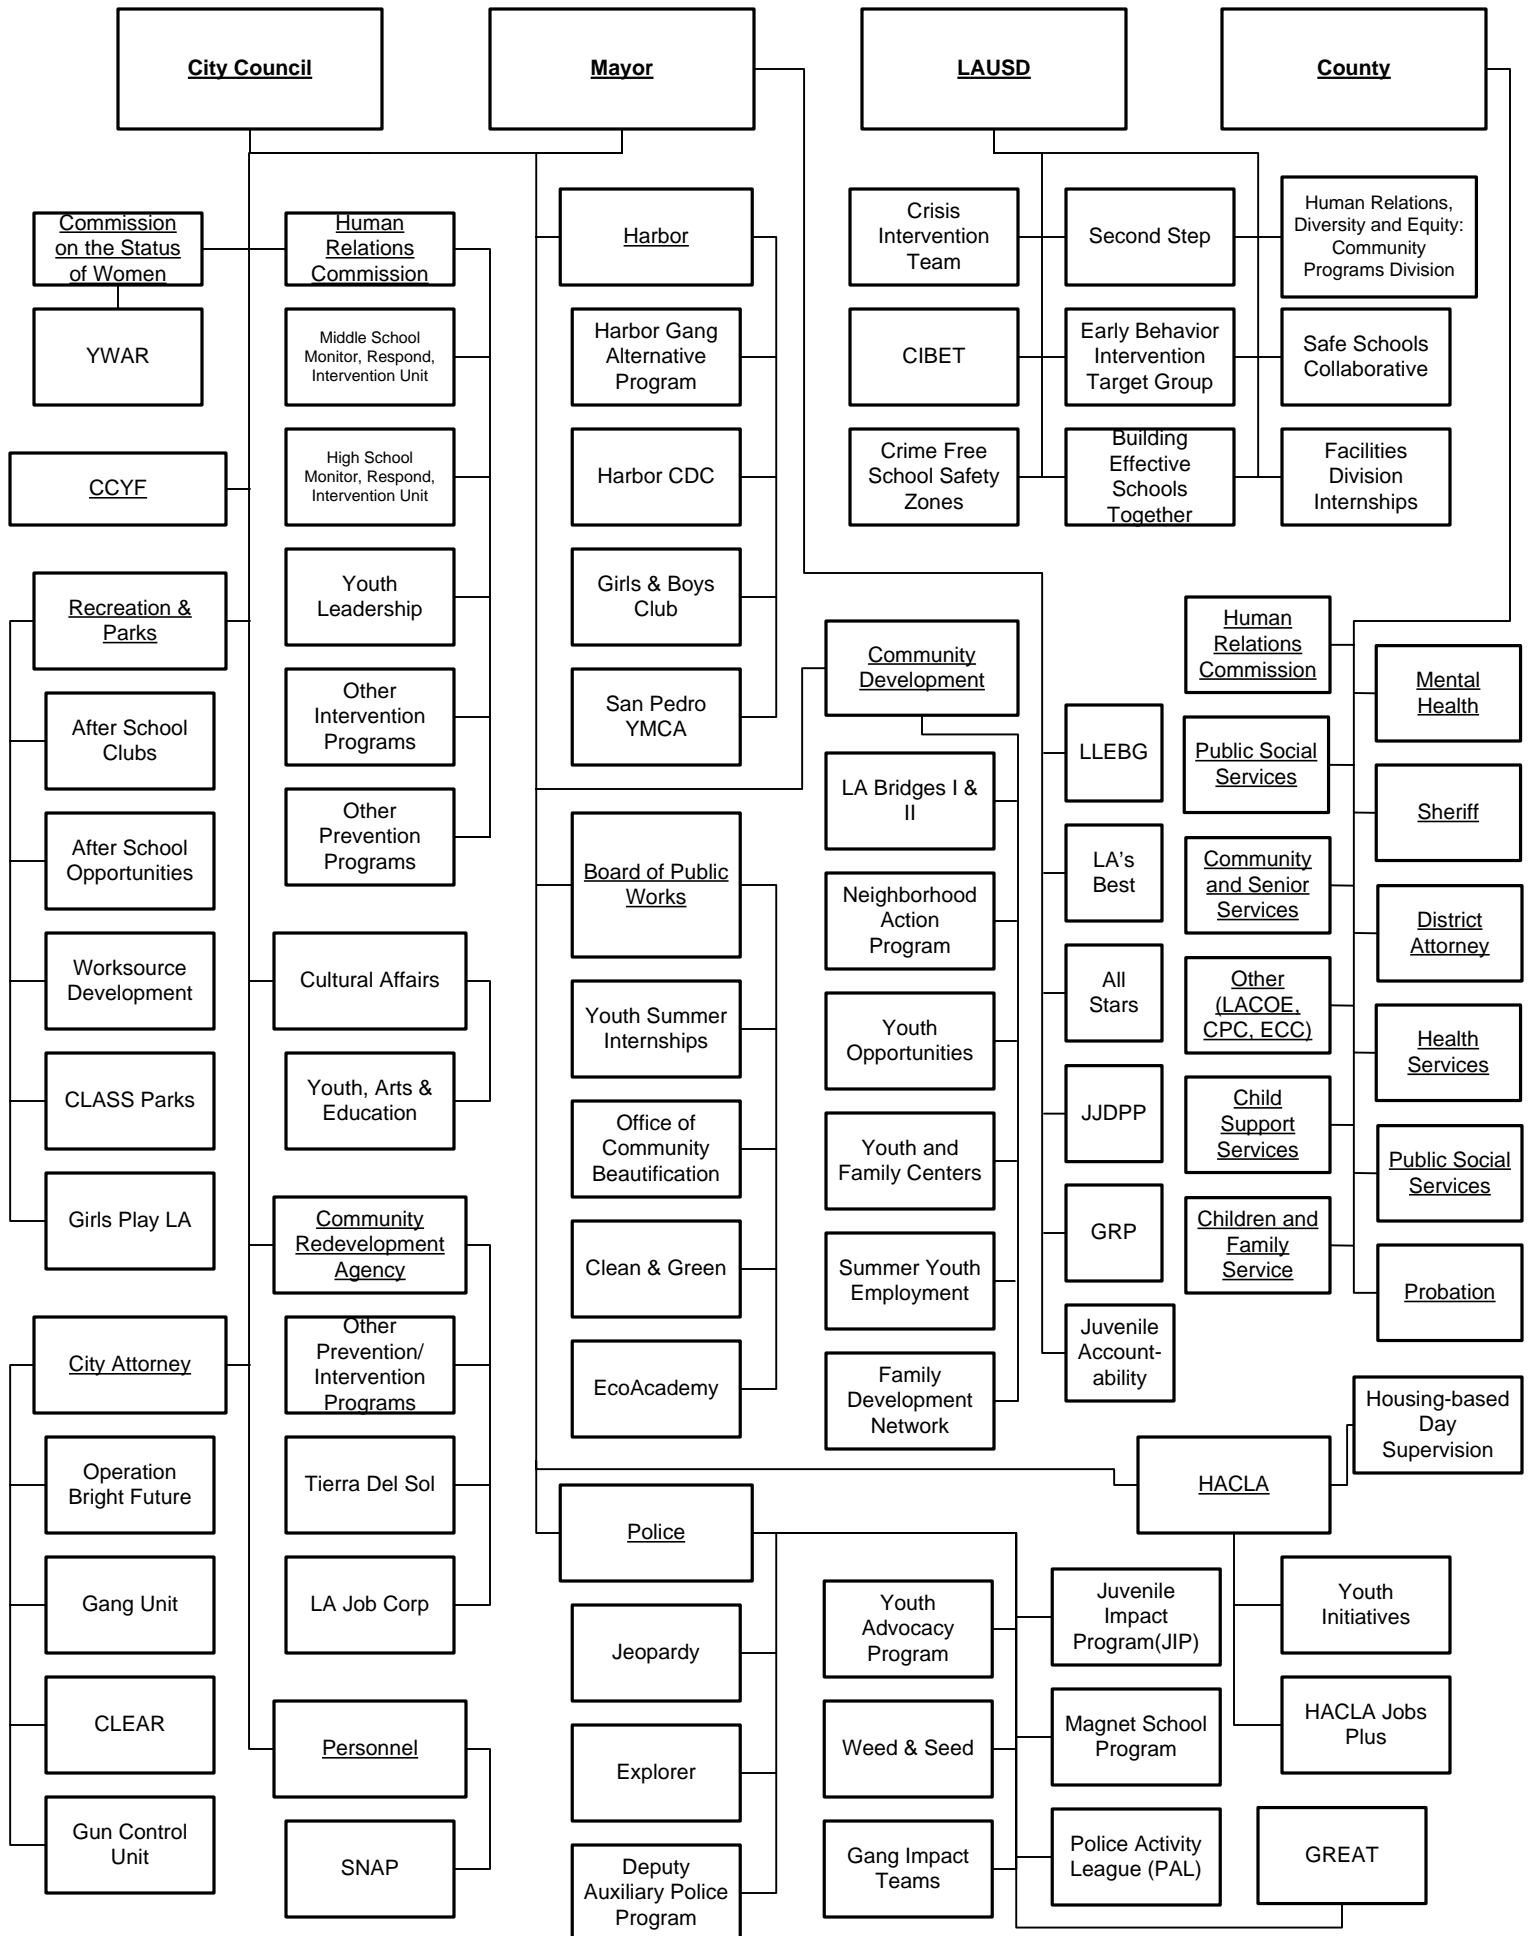 City Council
Mayor
LAUSD
County
Commission
on the Status
of Women
YWAR
CCYF
Recreation &
Parks
After School
Clubs
After School
Opportunities
Worksource
Development
CLASS Parks
Girls Play LA
City Attorney
Operation
Bright Future
Gang Unit
CLEAR
Gun Control
Unit
Human
Relations
Commission
Middle School
Monitor, Respond,
Intervention Unit
High School
Monitor, Respond,
Intervention Unit
Youth
Leadership
Other
Intervention
Programs
Other
Prevention
Programs
Cultural Affairs
Youth, Arts &
Education
Community
Redevelopment
Agency
Other
Prevention/
Intervention
Programs
Tierra Del Sol
LA Job Corp
Personnel
SNAP
Harbor
Harbor Gang
Alternative
Program
Harbor CDC
Girls & Boys
Club
San Pedro
YMCA
Board of Public
Works
Youth Summer
Internships
Office of
Community
Beautification
Clean & Green
EcoAcademy
Police
Jeopardy
Explorer
Deputy
Auxiliary Police
Program
Youth
Advocacy
Program
Weed & Seed
Gang Impact
Teams
Juvenile
Impact
Program(JIP)
Magnet School
Program
Police Activity
League (PAL)
GREAT
Community
Development
LA Bridges I &
II
Neighborhood
Action
Program
Youth
Opportunities
Youth and
Family Centers
Summer Youth
Employment
Family
Development
Network
LLEBG
LA's
Best
All
Stars
JJDPP
GRP
Juvenile
Account-
ability
HACLA
Housing-based
Day
Supervision
Youth
Initiatives
HACLA Jobs
Plus
Crisis
Intervention
Team
Second Step
Human Relations,
Diversity and Equity:
Community
Programs Division
CIBET
Early Behavior
Intervention
Target Group
Safe Schools
Collaborative
Crime Free
School Safety
Zones
Building
Effective
Schools
Together
Facilities
Division
Internships
Human
Relations
Commission
Mental
Health
Public Social
Services
Sheriff
Community
and Senior
Services
District
Attorney
Other
(LACOE,
CPC, ECC)
Health
Services
Child
Support
Services
Public Social
Services
Children and
Family
Service
Probation